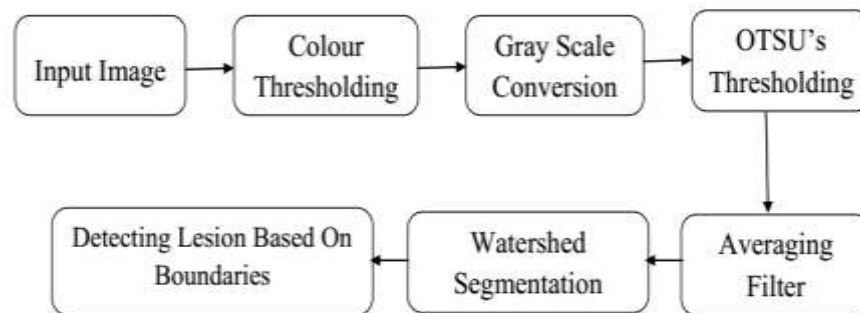 Input Image
Colour
Thresholding
Gray Scale
Conversion
OTSU's
Thresholding
Averaging
Filter
Watershed
Segmentation
Detecting Lesion Based On
Boundaries